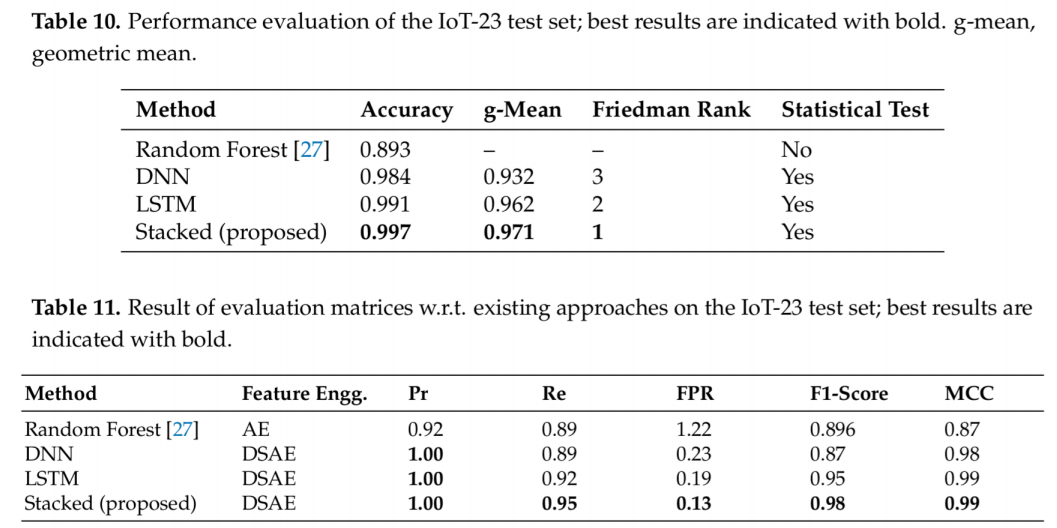 Table 10. Performance evaluation of the IoT-23 test set; best results are indicated with bold. g-mean,
geometric mean.
Method Accuracy g-Mean Friedman Rank Statistical Test
Random Forest [27] 0.893 – – No
DNN 0.984 0.932 3 Yes
LSTM 0.991 0.962 2 Yes
Stacked (proposed) 0.997 0.971 1 Yes
Table 11. Result of evaluation matrices w.r.t. existing approaches on the IoT-23 test set; best results are
indicated with bold.
Method Feature Engg. Pr Re FPR F1-Score MCC
Random Forest [27] AE 0.92 0.89 1.22 0.896 0.87
DNN DSAE 1.00 0.89 0.23 0.87 0.98
LSTM DSAE 1.00 0.92 0.19 0.95 0.99
Stacked (proposed) DSAE 1.00 0.95 0.13 0.98 0.99